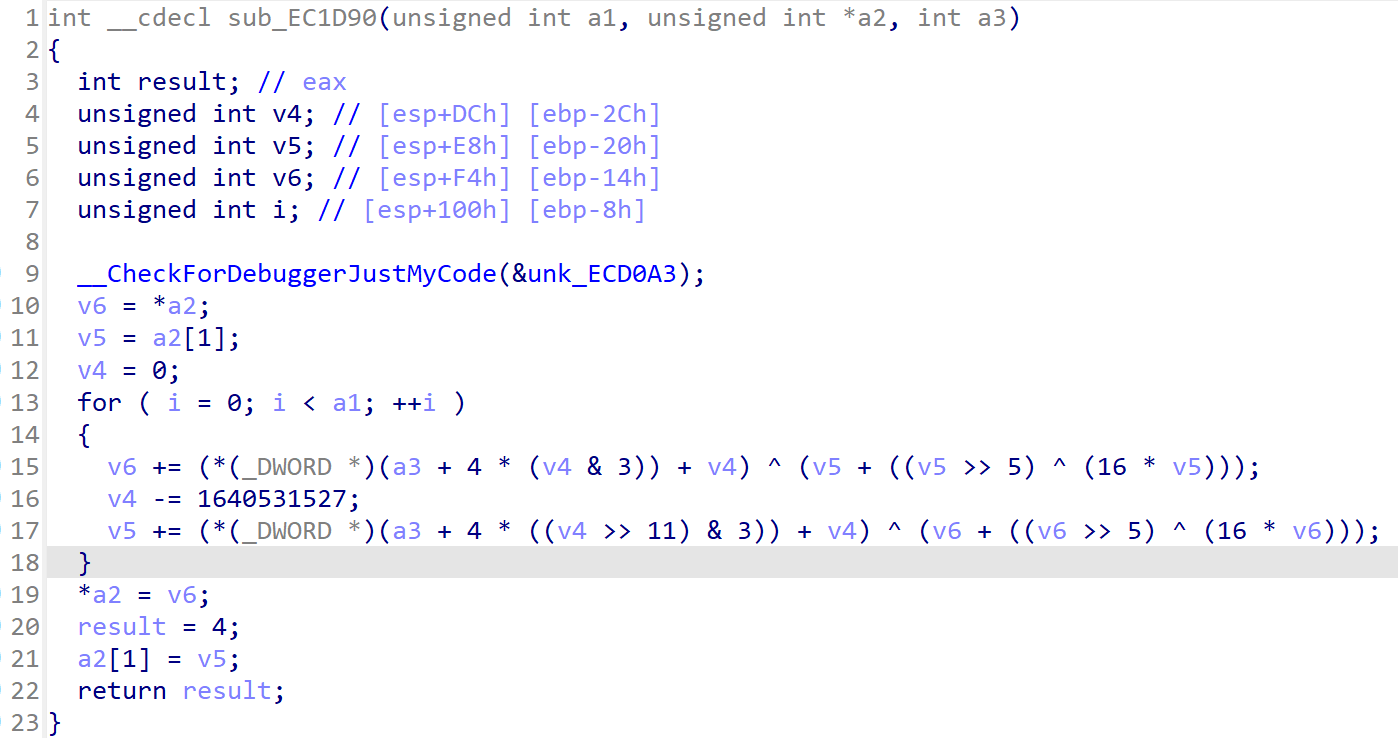 1 int __cdecl sub_EC1D90(unsigned int a1, unsigned int *a2, int a3)
2 {
3   int result; // eax
4   unsigned int v4; // [esp+DCh] [ebp-2Ch]
5   unsigned int v5; // [esp+E8h] [ebp-20h]
6   unsigned int v6; // [esp+F4h] [ebp-14h]
7   unsigned int i; // [esp+100h] [ebp-8h]
8
9   __CheckForDebuggerJustMyCode(&unk_ECD0A3);
10   v6 = *a2;
11   v5 = a2[1];
12   v4 = 0;
13   for ( i = 0; i < a1; ++i )
14   {
15     v6 += (*(_DWORD *)(a3 + 4 * (v4 & 3)) + v4) ^ (v5 + ((v5 >> 5) ^ (16 * v5)));
16     v4 -= 1640531527;
17     v5 += (*(_DWORD *)(a3 + 4 * ((v4 >> 11) & 3)) + v4) ^ (v6 + ((v6 >> 5) ^ (16 * v6)));
18   }
19   *a2 = v6;
20   result = 4;
21   a2[1] = v5;
22   return result;
23 }